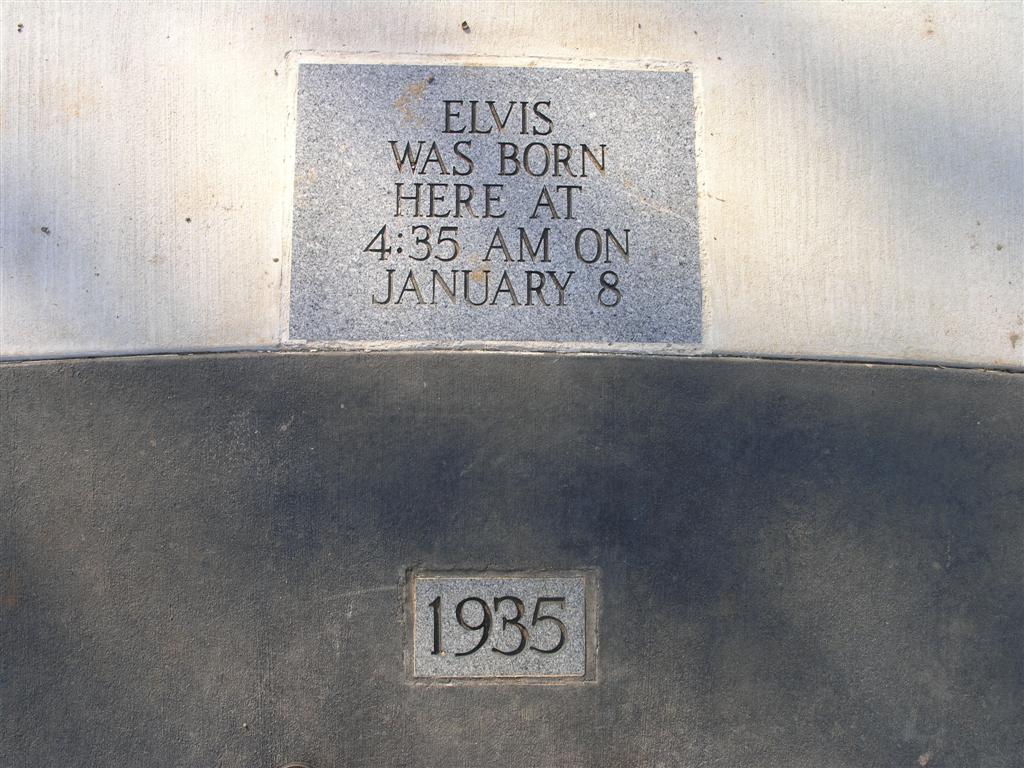 ELVIS
WAS BORN
HERE AT
4:35 AM ON
JANUARY 8
1935